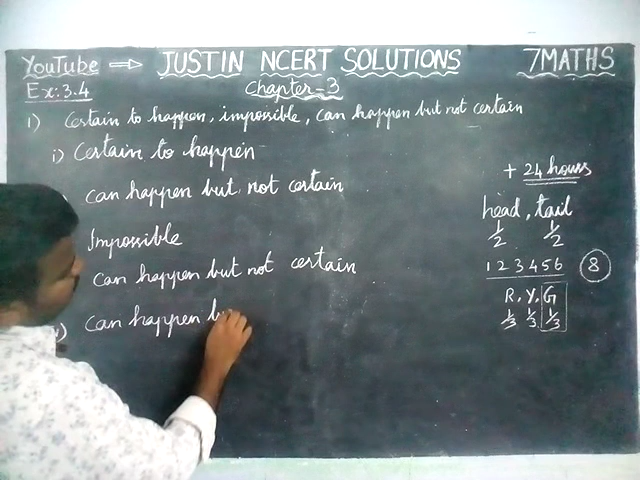 YouTube ⇒ JUSTIN NCERT SOLUTIONS 7MATHS
Ex:3.4 Chapter-3
1) Certain to happen, impossible, can happen but not certain
i) Certain to happen
can happen but not certain
Impossible
can happen but not certain
can happen b
+ 24 hours
head, tail
1/2 1/2
1 2 3 4 5 6 8
R, Y, G
1/3 1/3 1/3